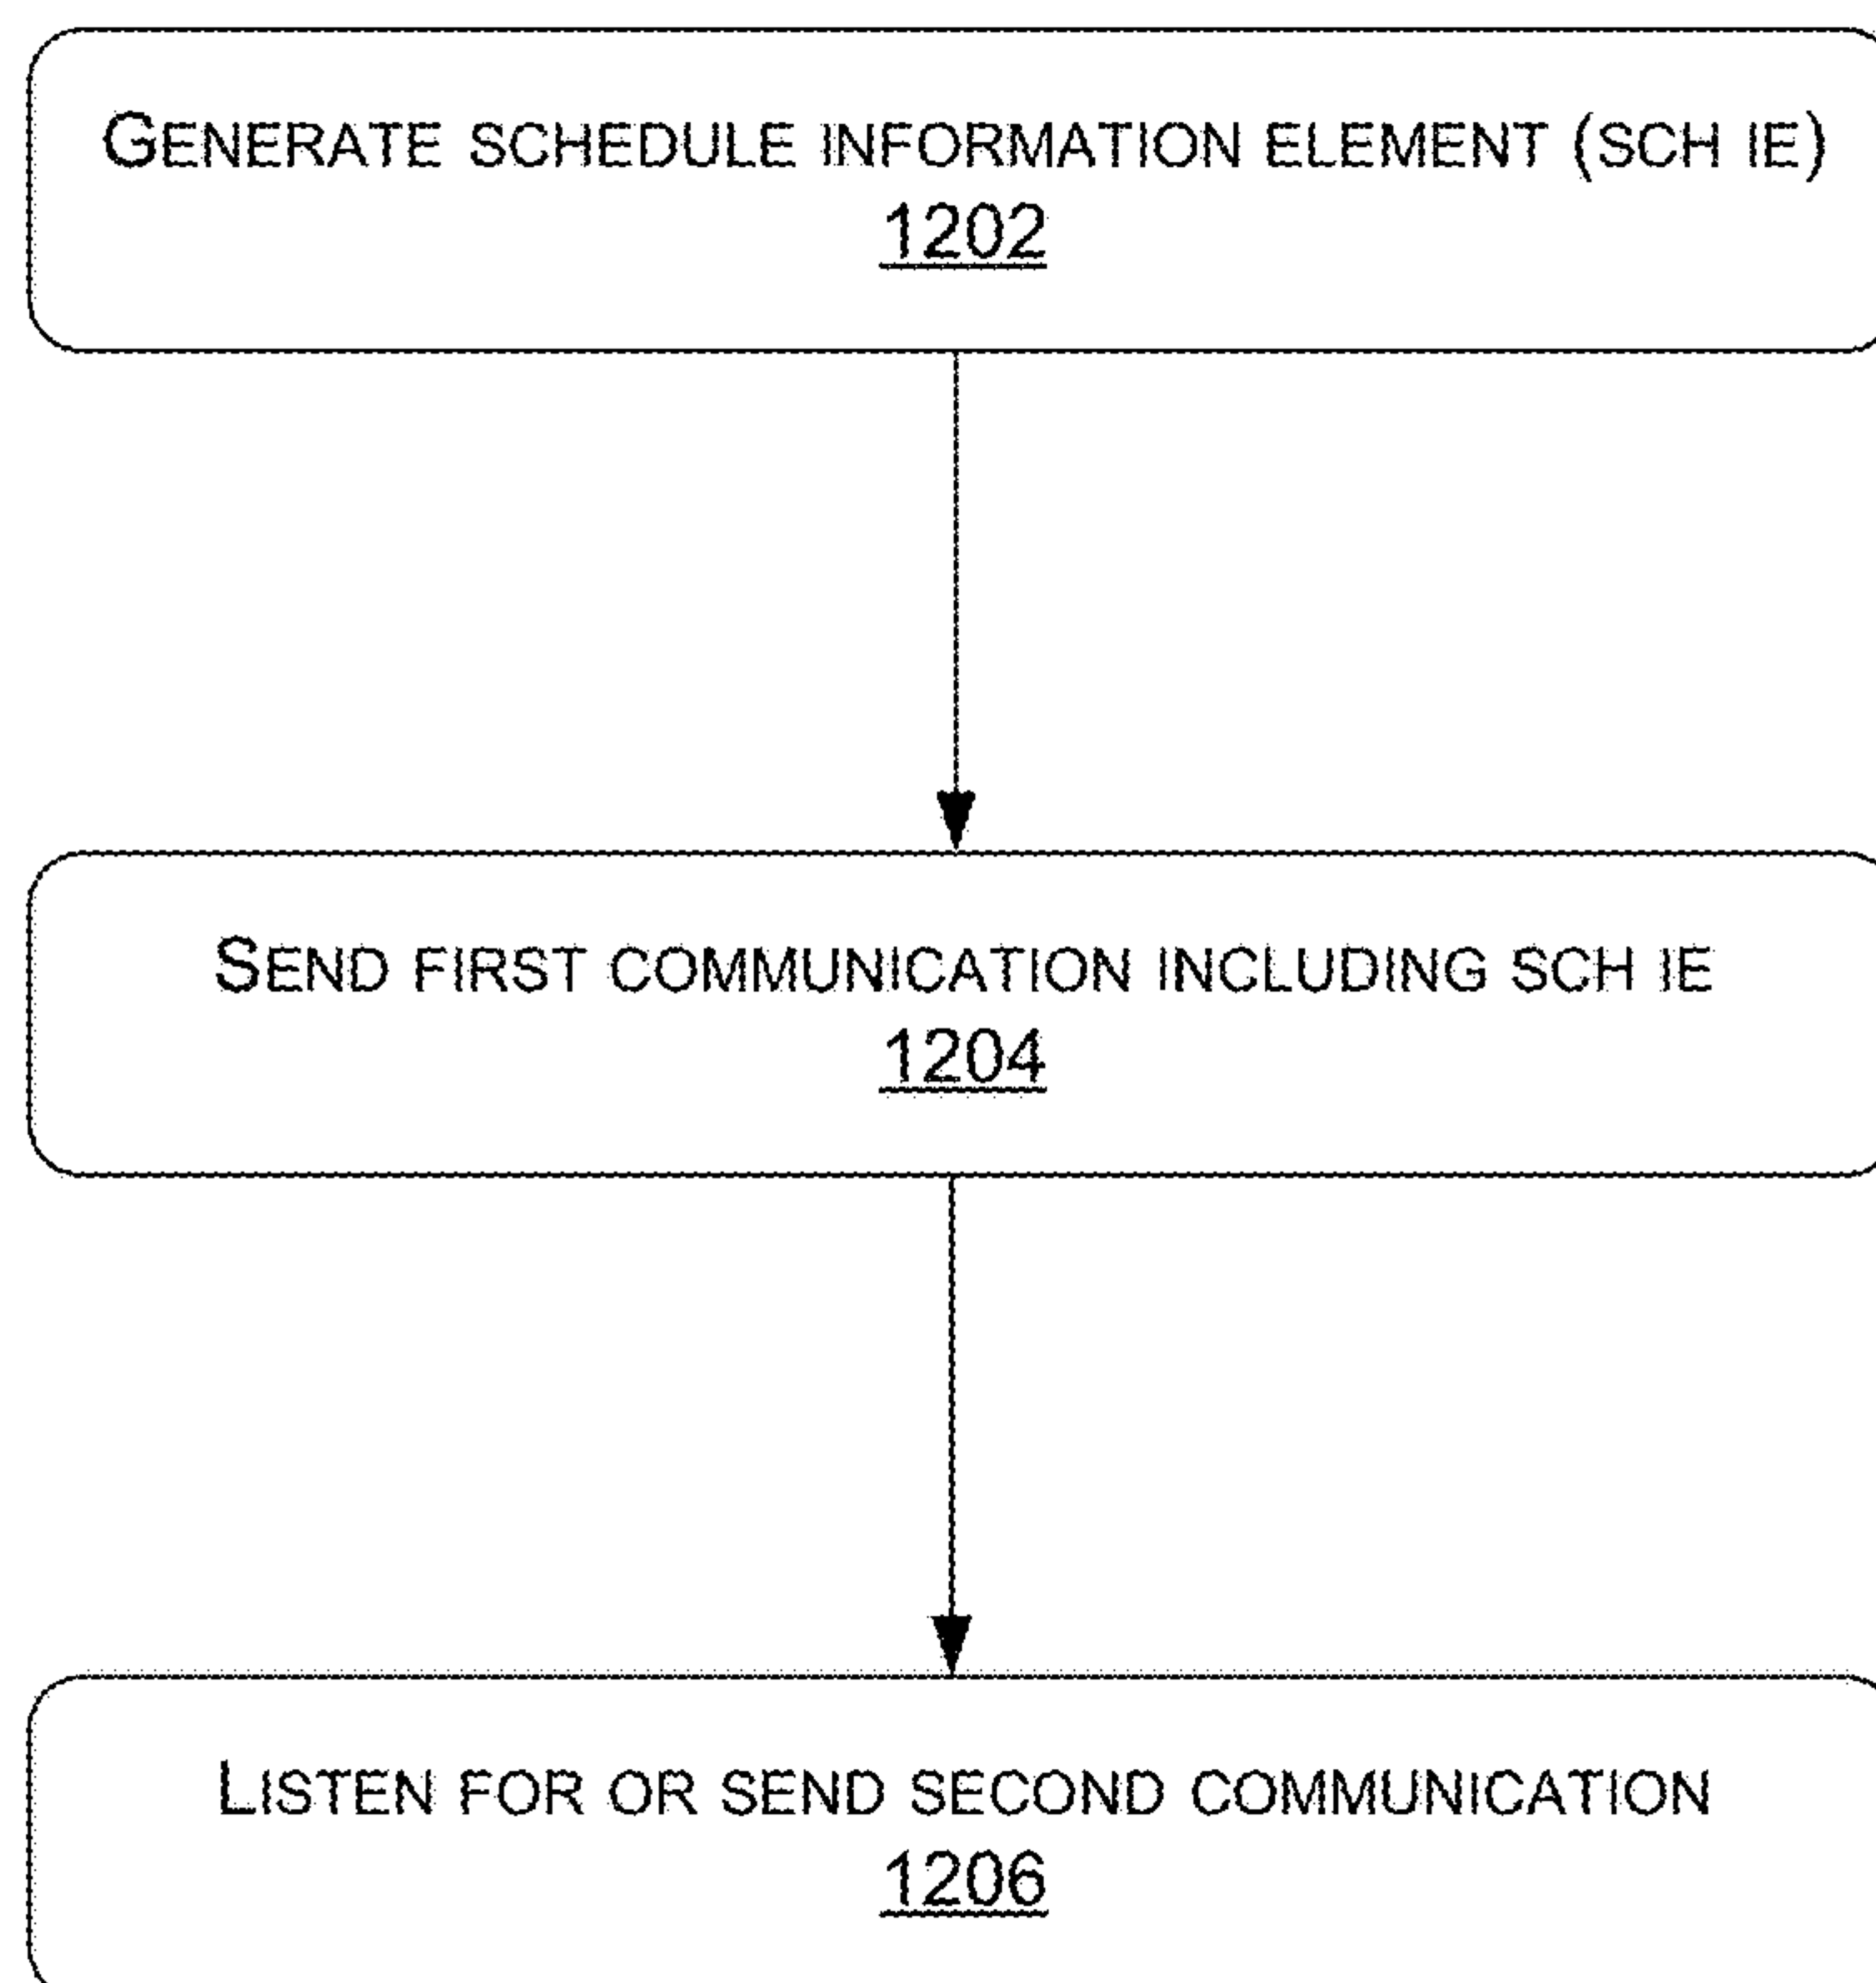 GENERATE SCHEDULE INFORMATION ELEMENT (SCH IE)
1202
SEND FIRST COMMUNICATION INCLUDING SCH IE
1204
LISTEN FOR OR SEND SECOND COMMUNICATION
1206